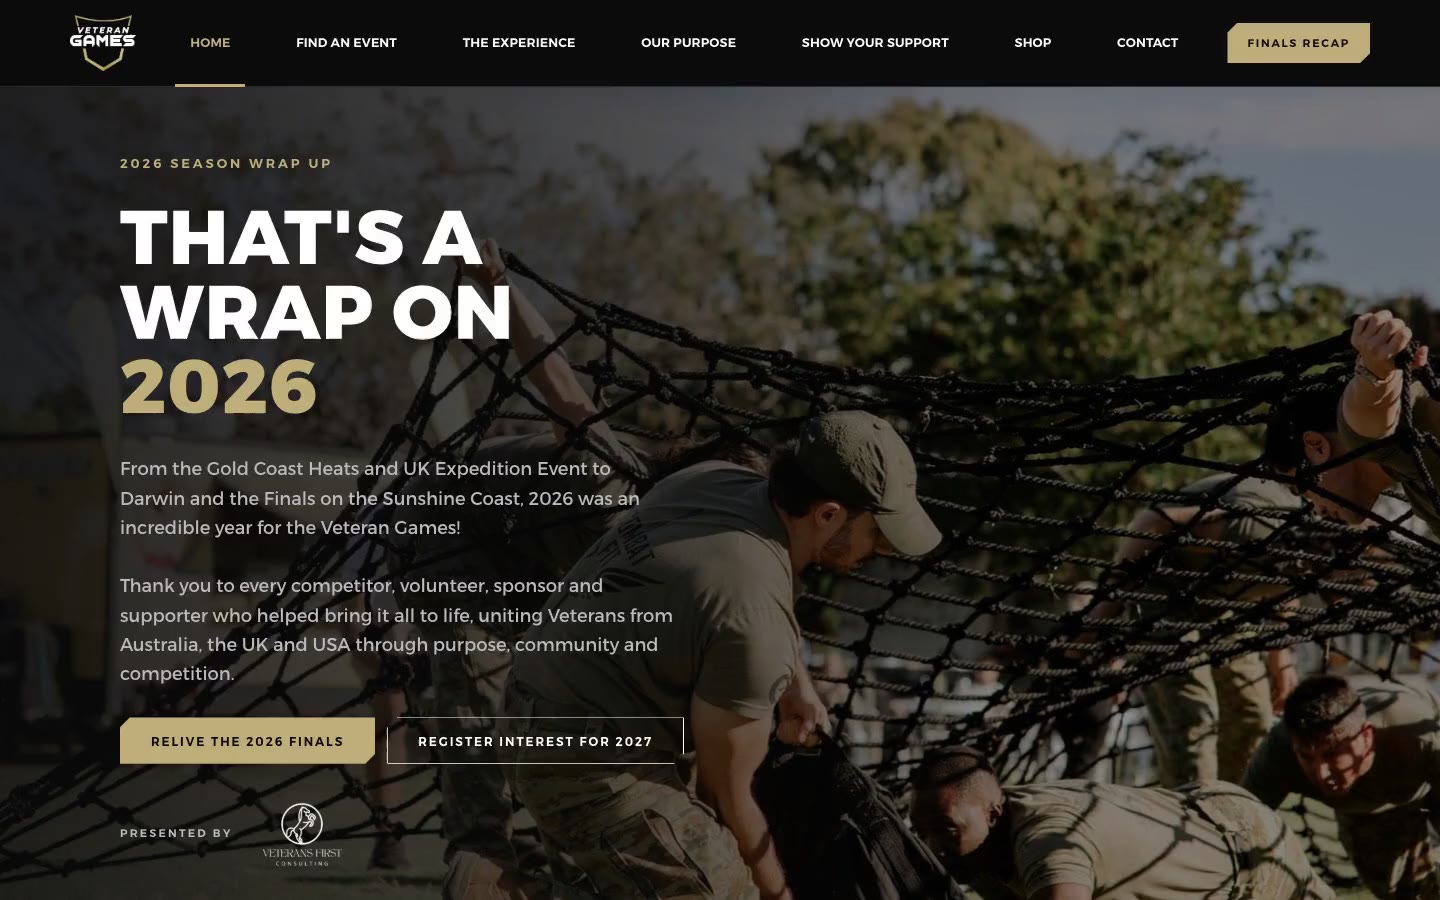 VETERAN
GAMES
HOME
FIND AN EVENT
THE EXPERIENCE
OUR PURPOSE
SHOW YOUR SUPPORT
SHOP
CONTACT
FINALS RECAP
2026 SEASON WRAP UP
THAT'S A
WRAP ON
2026
From the Gold Coast Heats and UK Expedition Event to
Darwin and the Finals on the Sunshine Coast, 2026 was an
incredible year for the Veteran Games!
Thank you to every competitor, volunteer, sponsor and
supporter who helped bring it all to life, uniting Veterans from
Australia, the UK and USA through purpose, community and
competition.
RELIVE THE 2026 FINALS
REGISTER INTEREST FOR 2027
PRESENTED BY
VETERANS FIRST
CONSULTING